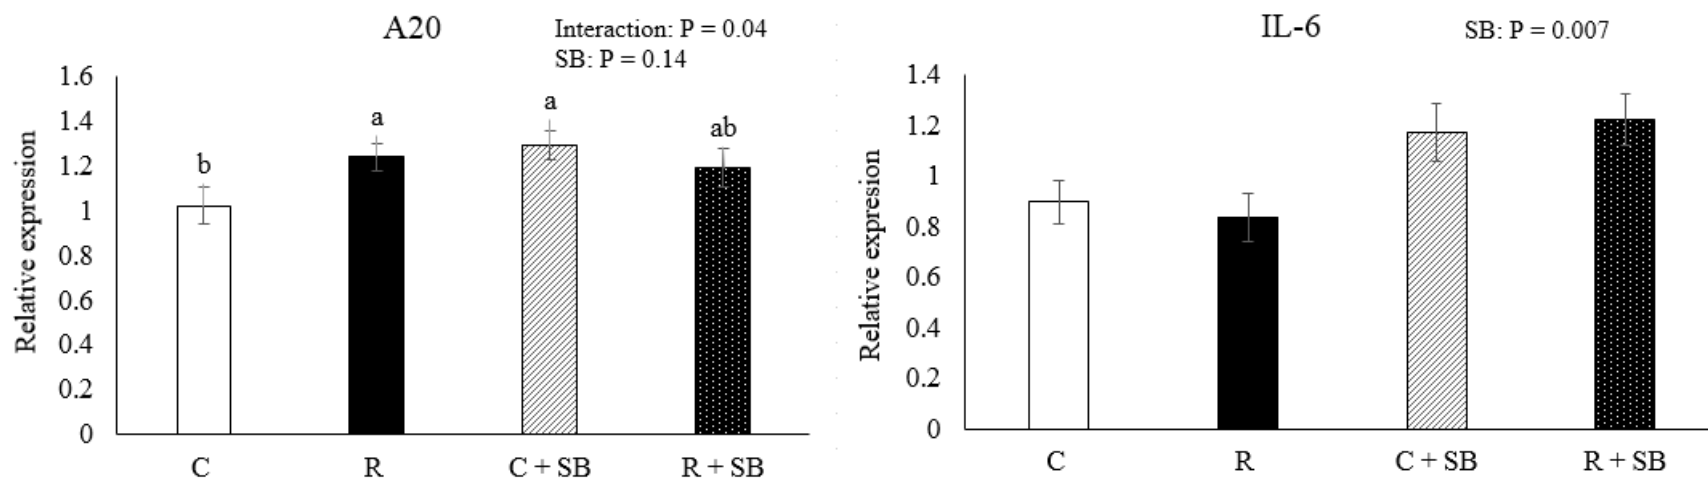 A20
Interaction: P = 0.04
SB: P = 0.14
Relative expression
1.6
1.4
1.2
1
0.8
0.6
0.4
0.2
0
b
a
a
ab
C
R
C + SB
R + SB
IL-6
SB: P = 0.007
Relative expresion
1.4
1.2
1
0.8
0.6
0.4
0.2
0
C
R
C + SB
R + SB